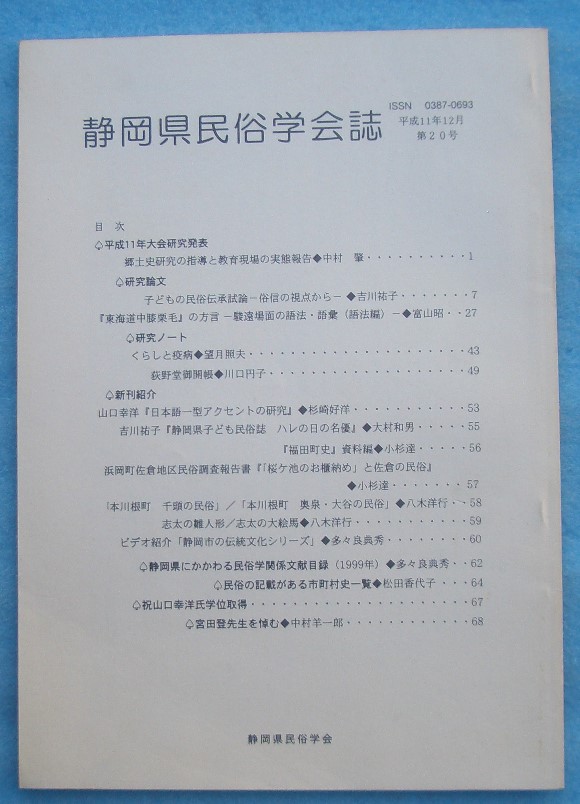 ISSN 0387-0693
静岡県民俗学会誌
平成11年12月
第20号
目 次
♤平成11年大会研究発表
郷土史研究の指導と教育現場の実態報告◆中村 肇・・・・・・・・・・1
♤研究論文
子どもの民俗伝承試論－俗信の視点から－◆吉川祐子・・・・・・・7
『東海道中膝栗毛』の方言 －駿遠場面の語法・語彙(語法編)－◆富山昭・・27
♤研究ノート
くらしと疫病◆望月照夫・・・・・・・・・・・・・・・・・・・・・・43
荻野堂御開帳◆川口円子・・・・・・・・・・・・・・・・・・・・49
♤新刊紹介
山口幸洋『日本語一型アクセントの研究』◆杉崎好洋・・・・・・・・・・・53
吉川祐子『静岡県子ども民俗誌 ハレの日の名優』◆大村和男・・・・・55
『福田町史』資料編◆小杉達・・・・・56
浜岡町佐倉地区民俗調査報告書『「桜ケ池のお櫃納め」と佐倉の民俗』
◆小杉達・・・・・・・57
「本川根町 千頭の民俗」／「本川根町 奥泉・大谷の民俗」◆八木洋行・・58
志太の雛人形／志太の大絵馬◆八木洋行・・・・・・・・・・・59
ビデオ紹介「静岡市の伝統文化シリーズ」◆多々良典秀・・・・・・・・60
♤静岡県にかかわる民俗学関係文献目録(1999年)◆多々良典秀・・62
♤民俗の記載がある市町村史一覧◆松田香代子・・・64
♤祝山口幸洋氏学位取得・・・・・・・・・・・・・・・・・・・・・・67
♤宮田登先生を悼む◆中村羊一郎・・・・・・・・・・・・68
静岡県民俗学会